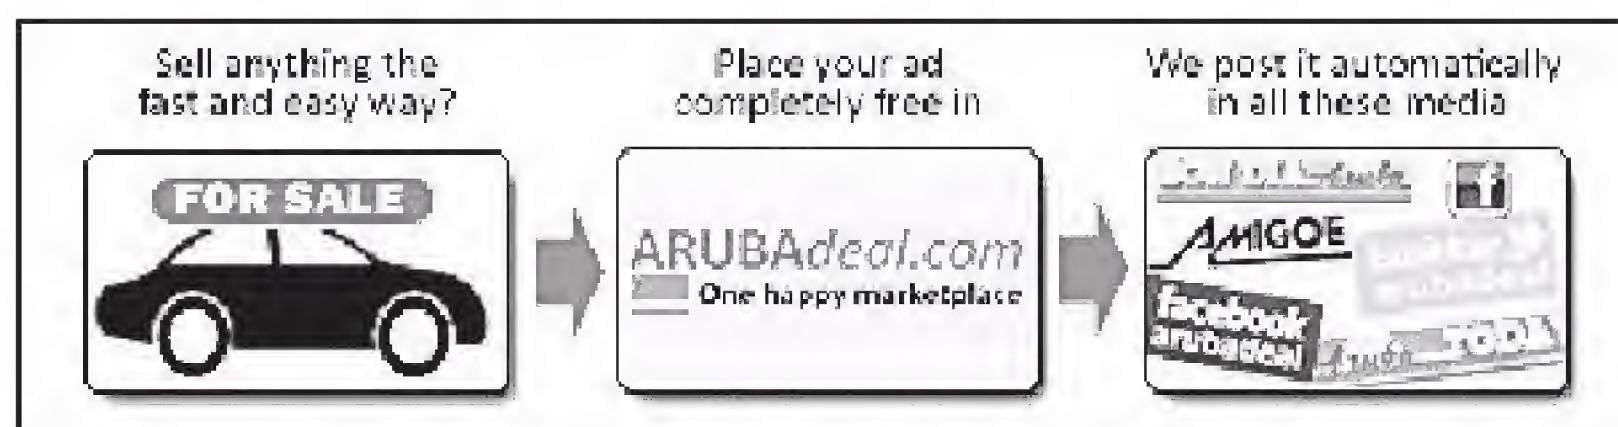 Sell anything the
fast and easy way?
FOR SALE
Place your ad
completely free in
ARUBAdeal.com
One happy marketplace
We post it automatically
in all these media
f
AMIGOE
facebook
arubadeal